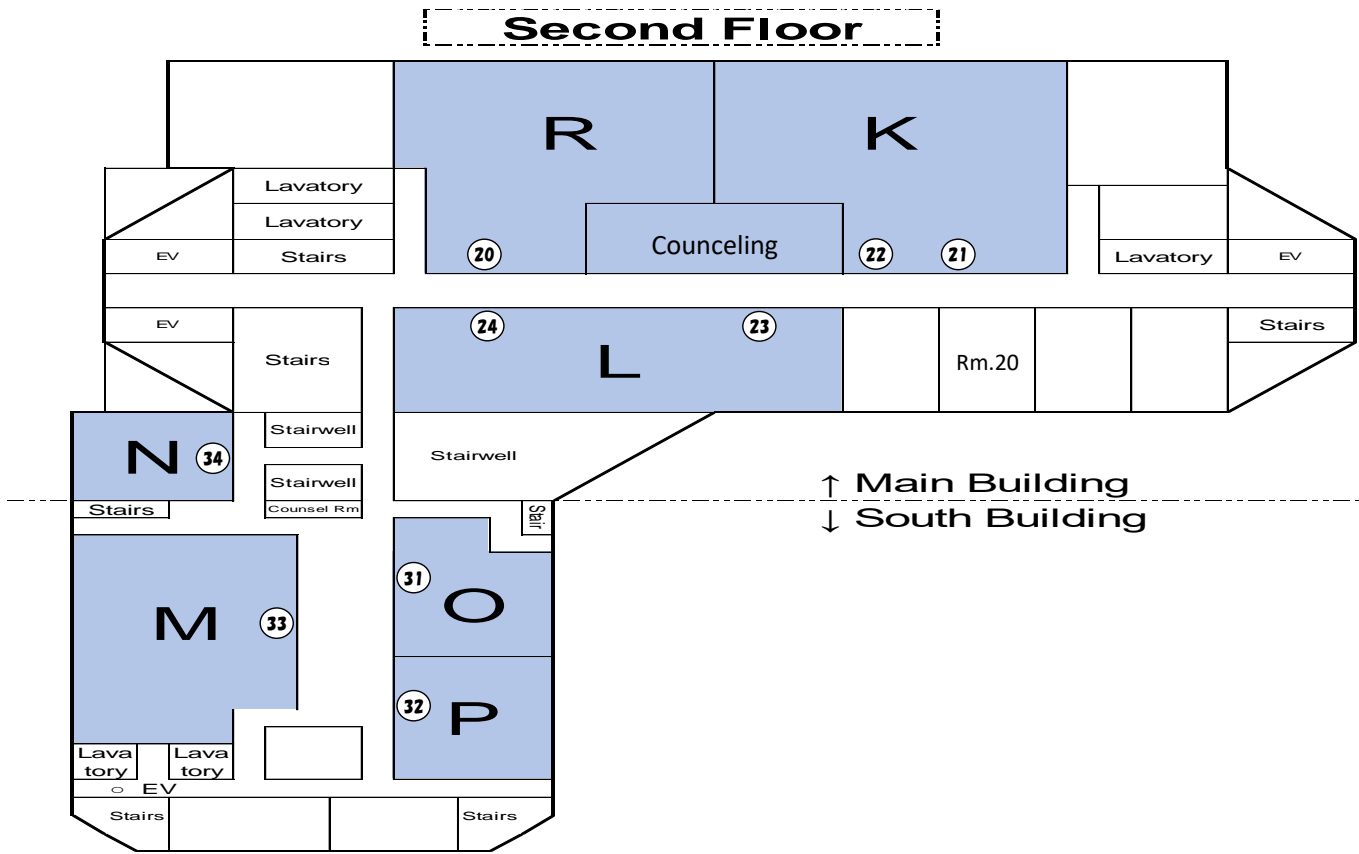 Second Floor
R
K
Lavatory
Lavatory
EV
Stairs
20
Counceling
22
21
Lavatory
EV
EV
Stairs
24
L
23
Rm.20
Stairs
N
34
Stairwell
Stairwell
Stairwell
↑ Main Building
Stairs
Counsel Rm
Stair
↓ South Building
31
O
M
33
32
P
Lava
tory
Lava
tory
○ EV
Stairs
Stairs